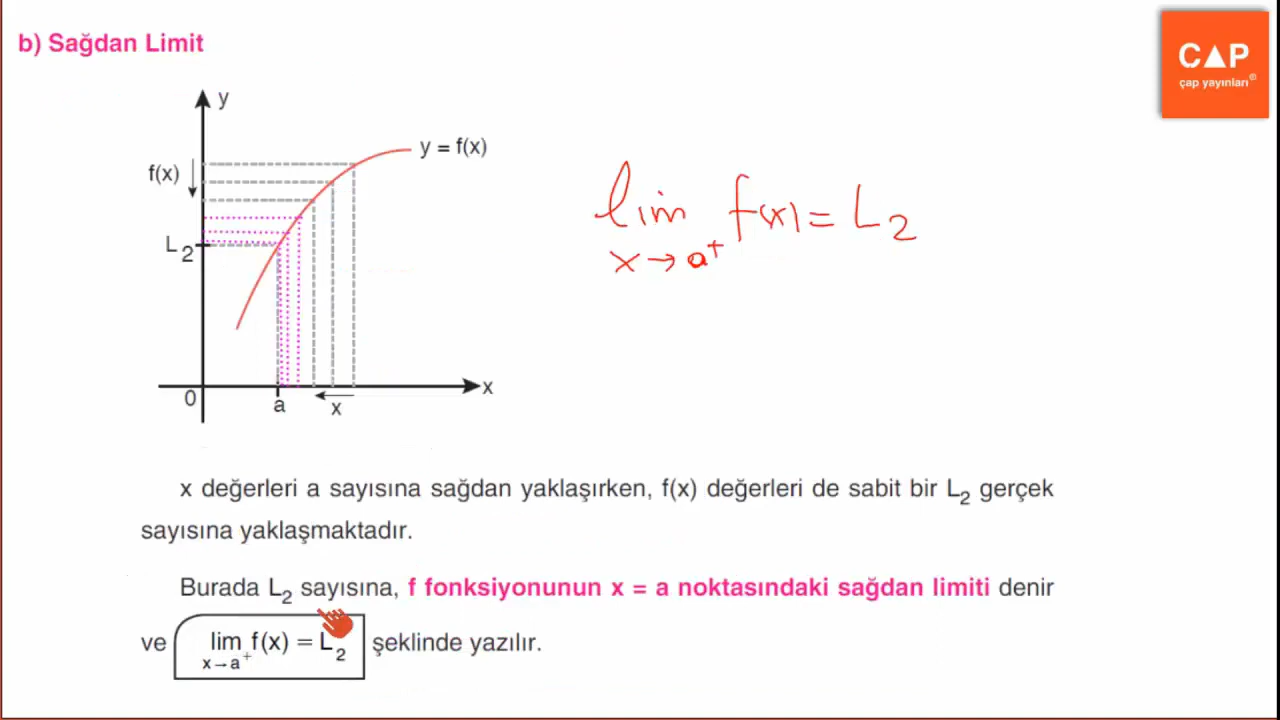 b) Sağdan Limit
CAP
çap yayınları®
y
y = f(x)
f(x)
L2
0
a
x
x
lim f(x) = L2
x → a+
x değerleri a sayısına sağdan yaklaşırken, f(x) değerleri de sabit bir L2 gerçek
sayısına yaklaşmaktadır.
Burada L2 sayısına, f fonksiyonunun x = a noktasındaki sağdan limiti denir
ve lim f(x) = L2 şeklinde yazılır.
x→a+